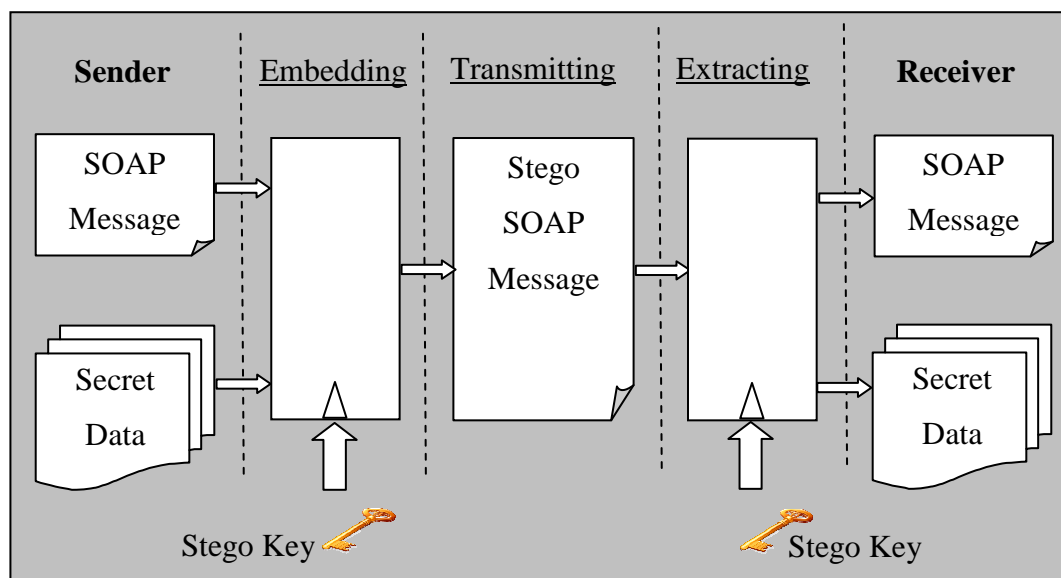 Sender
Embedding
Transmitting
Extracting
Receiver
SOAP
Message
Secret
Data
Stego
SOAP
Message
SOAP
Message
Secret
Data
Stego Key
Stego Key